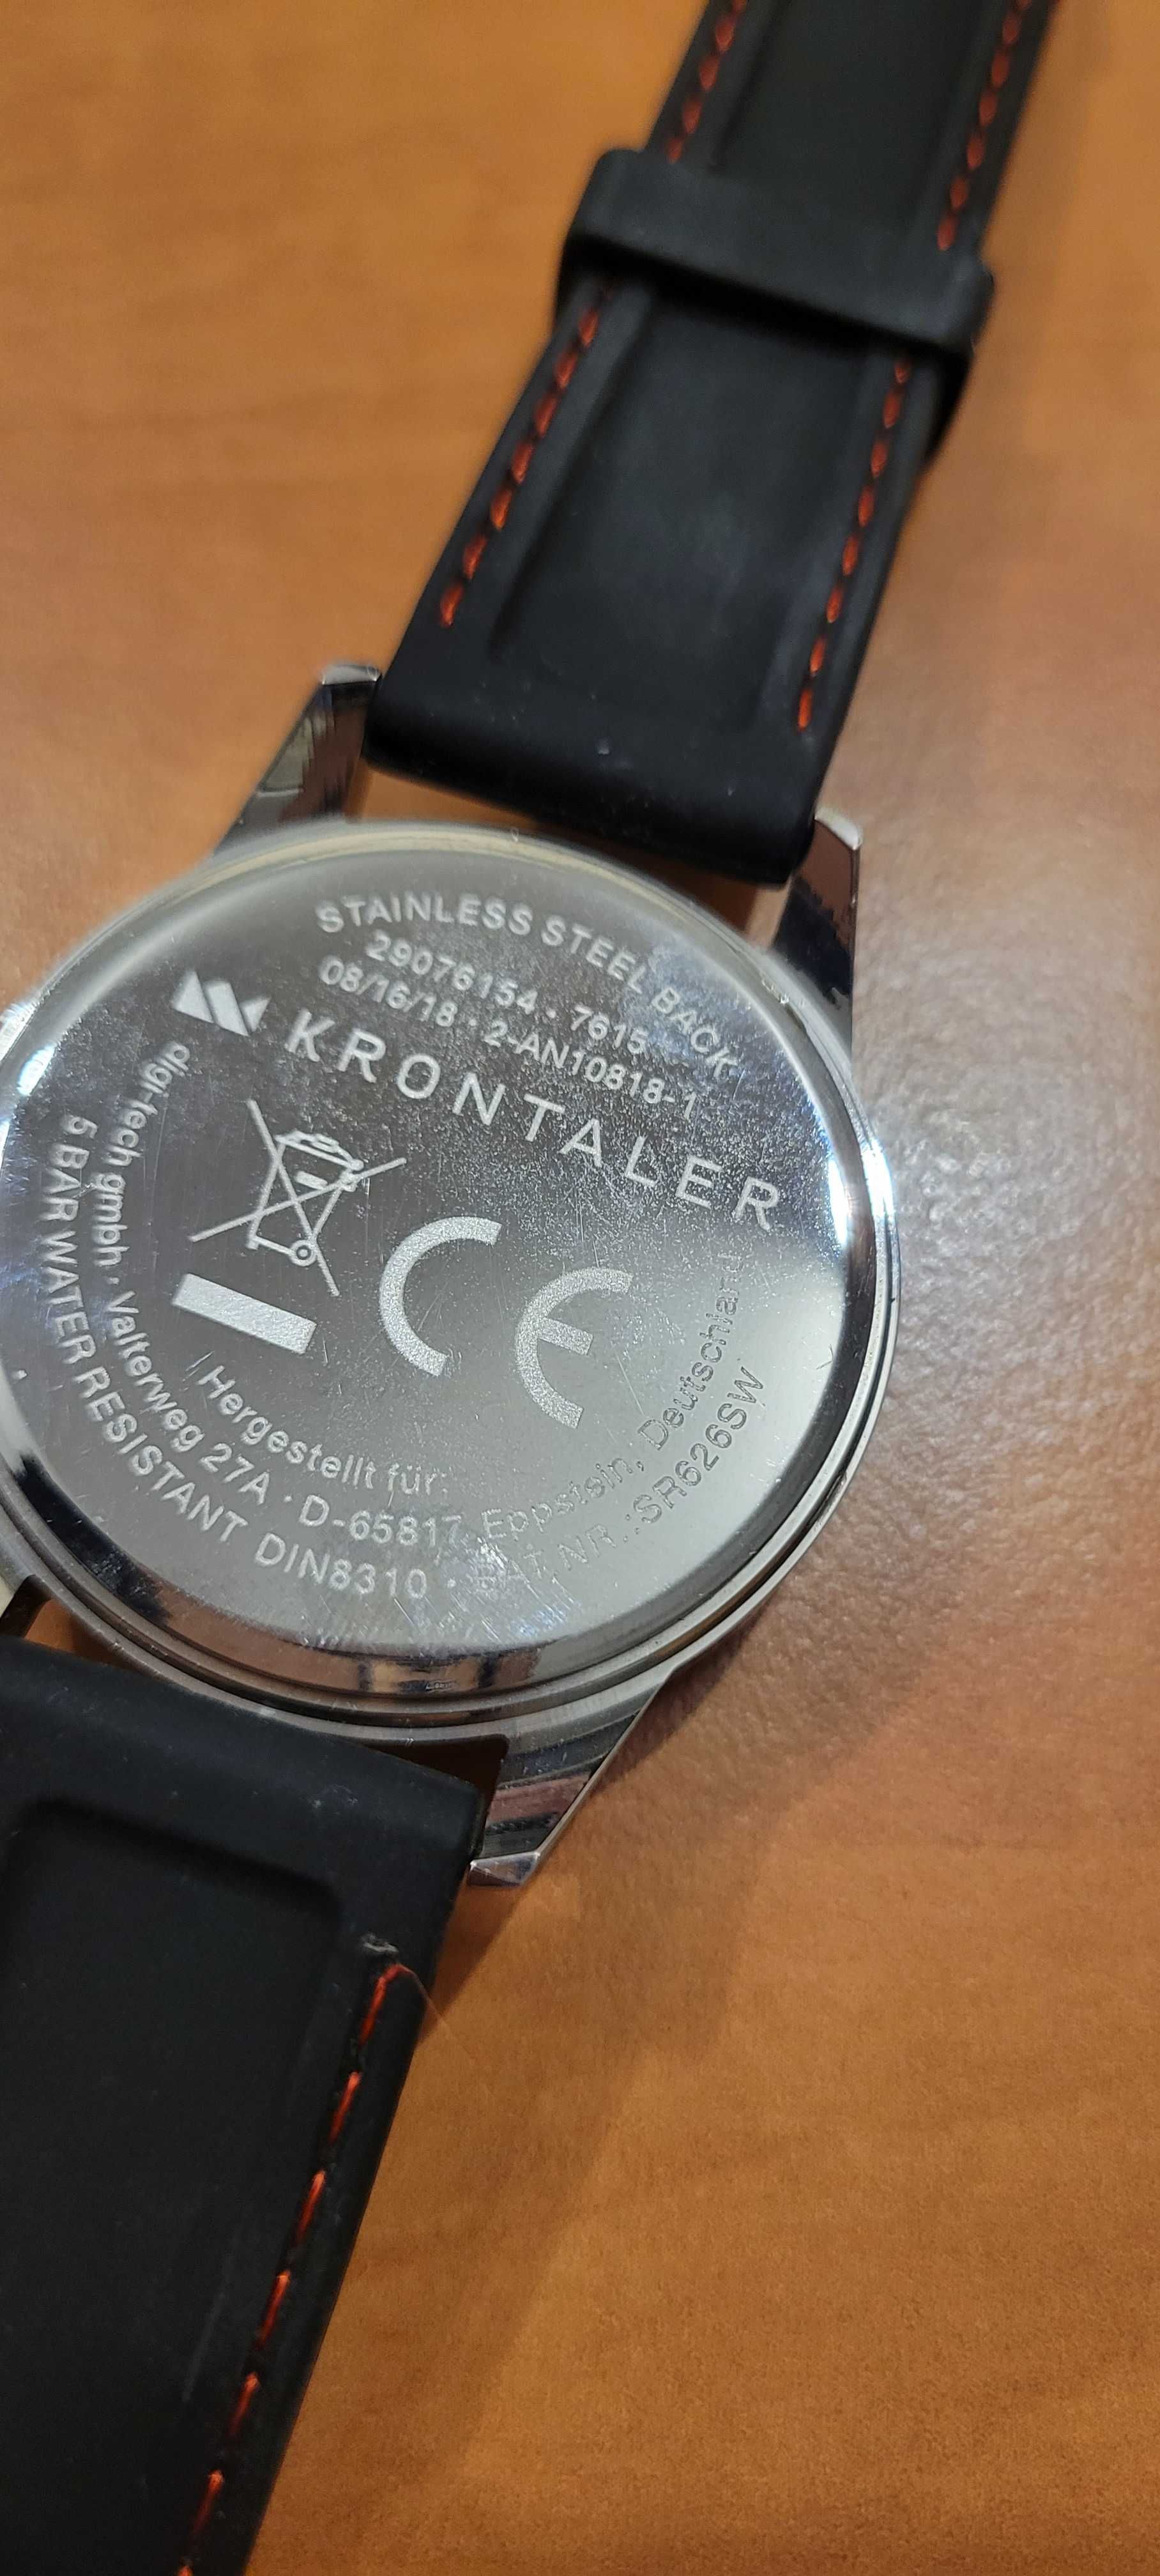 STAINLESS STEEL BACK
29076154 · 7615
08/16/18 · 2-AN10818-1
KRONTALER
CE
Hergestellt für:
digi-tech gmbh · Valterweg 27A · D-65817 Eppstein, Deutschland
5 BAR WATER RESISTANT DIN8310 · BAT. NR.:SR626SW